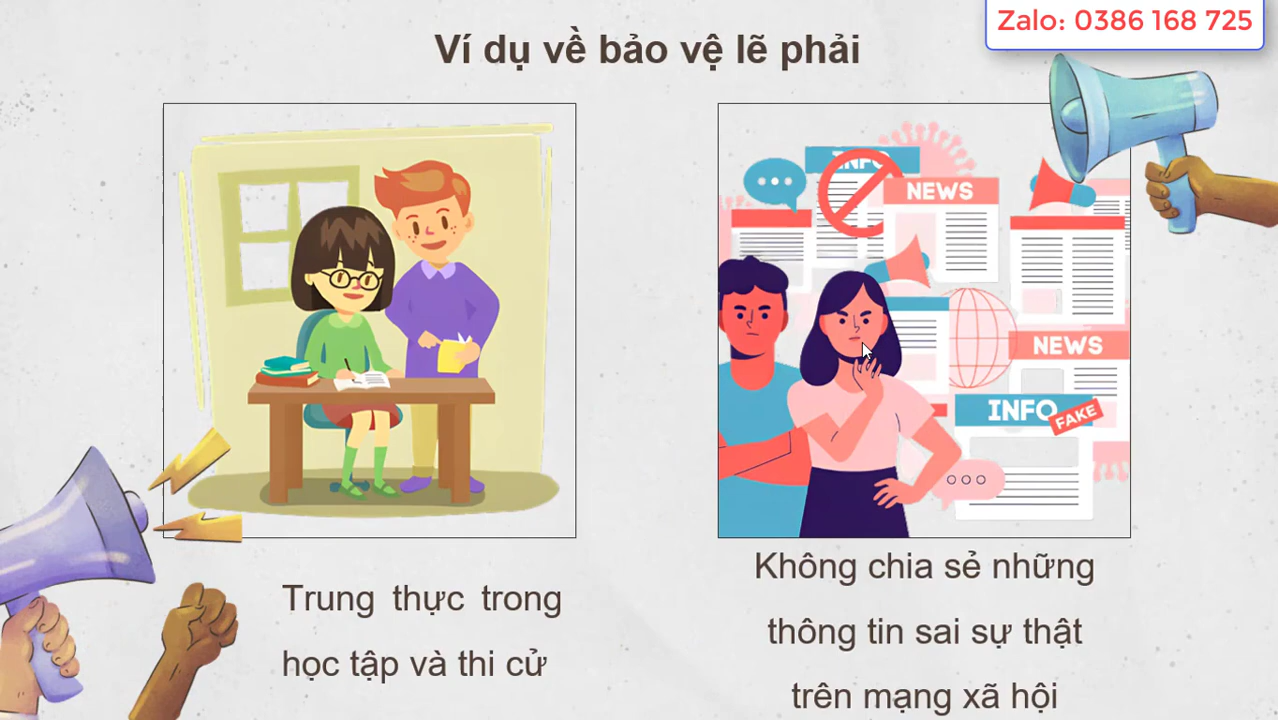 Zalo: 0386 168 725
Ví dụ về bảo vệ lẽ phải
INFO
NEWS
NEWS
INFO
FAKE
Trung thực trong
học tập và thi cử
Không chia sẻ những
thông tin sai sự thật
trên mạng xã hội